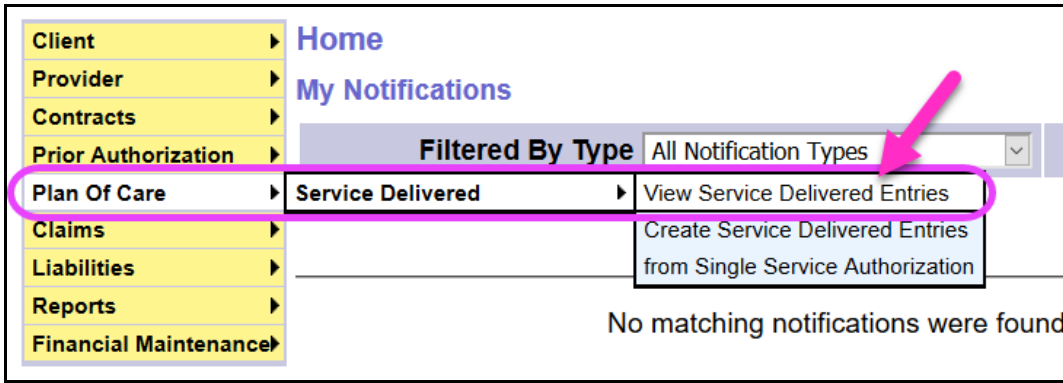 Client
Provider
Contracts
Prior Authorization
Plan Of Care
Claims
Liabilities
Reports
Financial Maintenance
Home
My Notifications
Filtered By Type All Notification Types
Service Delivered
View Service Delivered Entries
Create Service Delivered Entries
from Single Service Authorization
No matching notifications were found